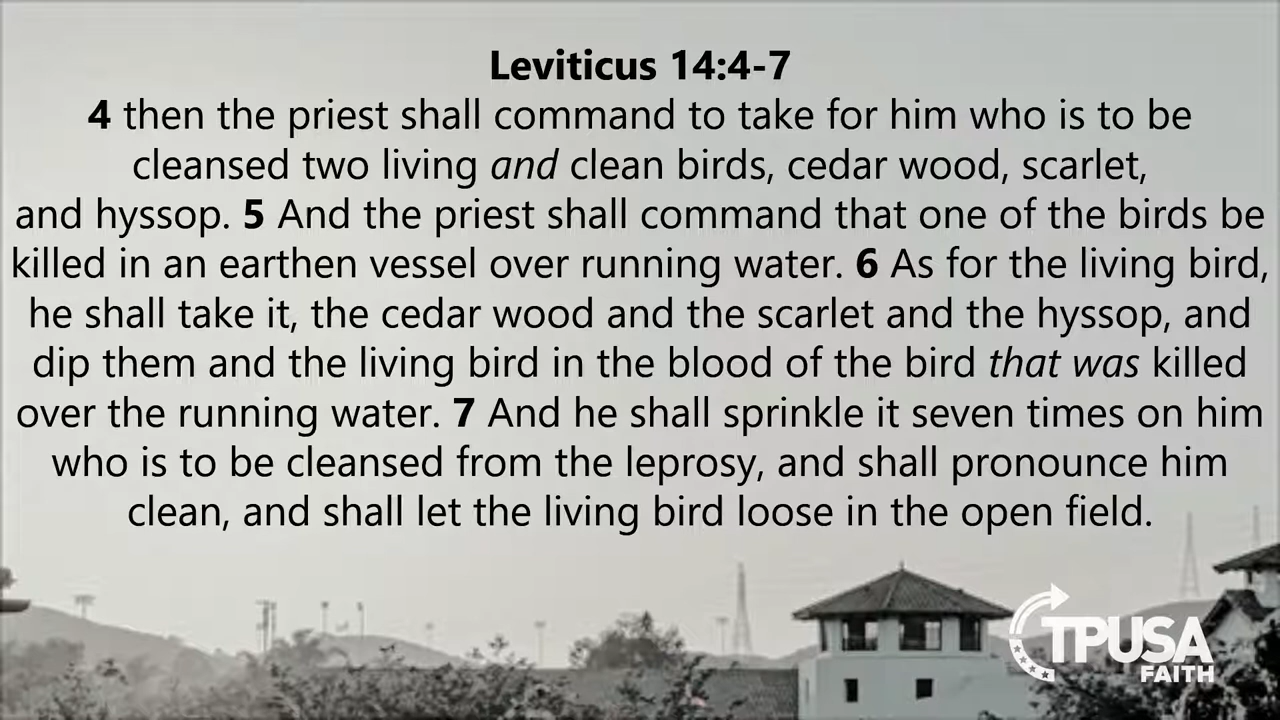 Leviticus 14:4-7
4 then the priest shall command to take for him who is to be
cleansed two living and clean birds, cedar wood, scarlet,
and hyssop. 5 And the priest shall command that one of the birds be
killed in an earthen vessel over running water. 6 As for the living bird,
he shall take it, the cedar wood and the scarlet and the hyssop, and
dip them and the living bird in the blood of the bird that was killed
over the running water. 7 And he shall sprinkle it seven times on him
who is to be cleansed from the leprosy, and shall pronounce him
clean, and shall let the living bird loose in the open field.
TPUSA
FAITH